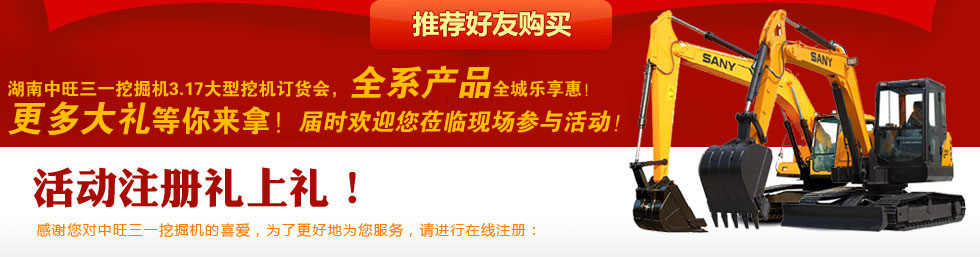 推荐好友购买
湖南中旺三一挖掘机3.17大型挖机订货会，全系产品全城乐享惠！
更多大礼等你来拿！届时欢迎您莅临现场参与活动！
SANY
SANY
活动注册礼上礼！
感谢您对中旺三一挖掘机的喜爱，为了更好地为您服务，请进行在线注册：